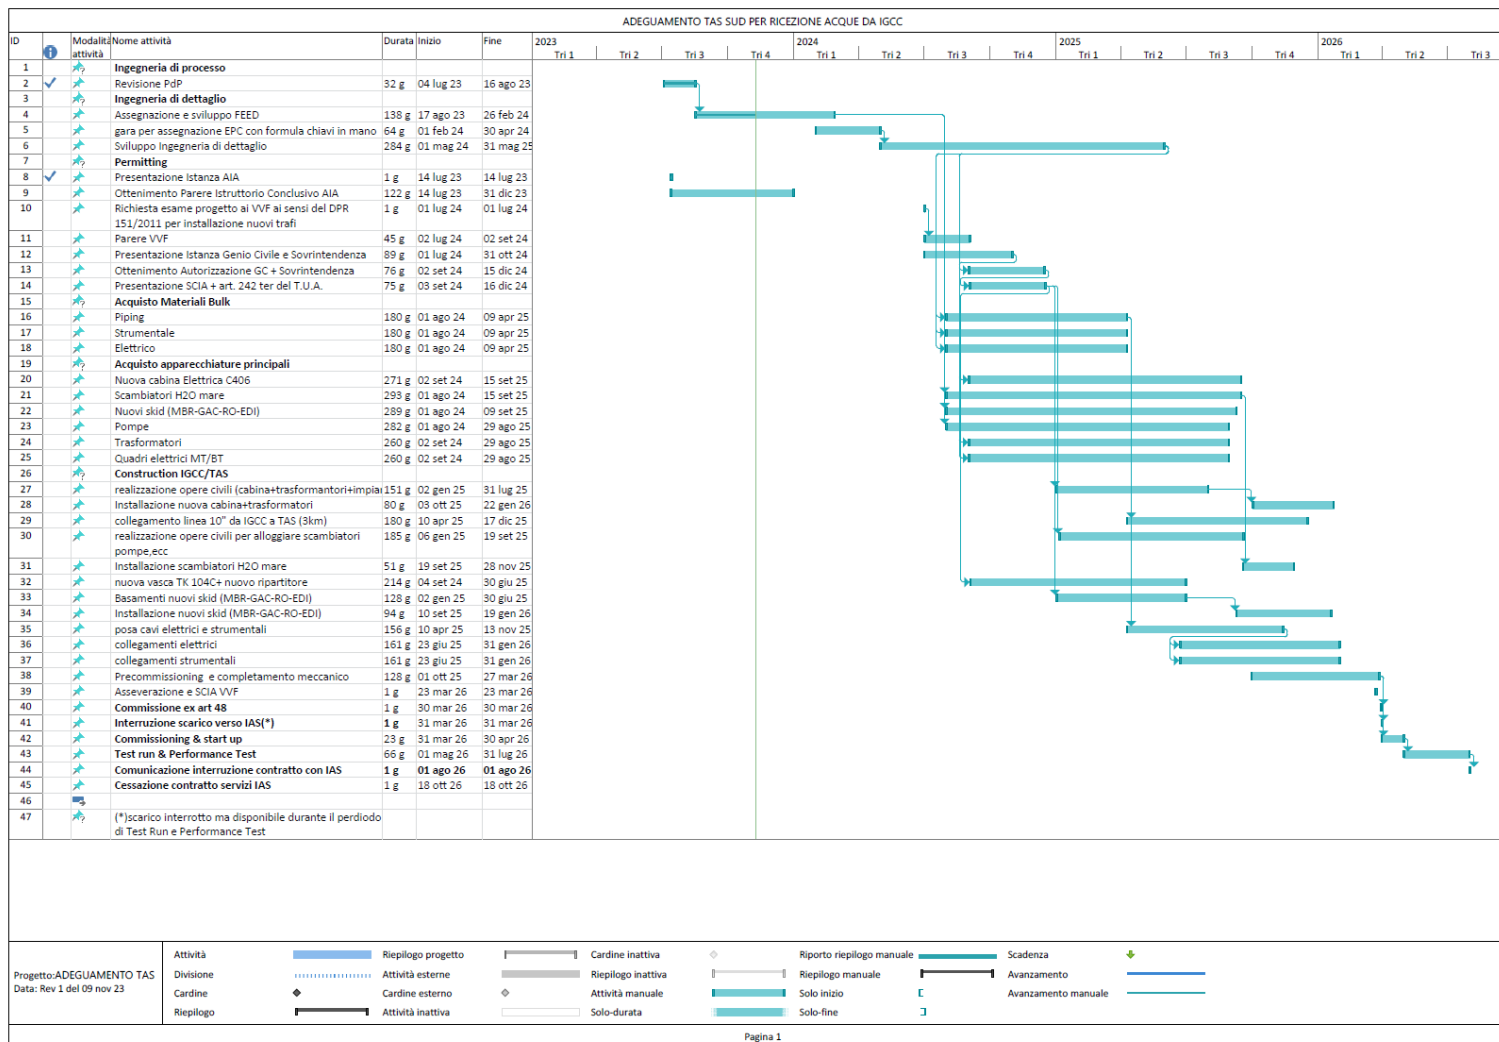 ADEGUAMENTO TAS SUD PER RICEZIONE ACQUE DA IGCC
ID Modalità attività Nome attività Durata Inizio Fine
2023 2024 2025 2026
Tri 1 Tri 2 Tri 3 Tri 4 Tri 1 Tri 2 Tri 3 Tri 4 Tri 1 Tri 2 Tri 3 Tri 4 Tri 1 Tri 2 Tri 3
1 Ingegneria di processo
2 Revisione PdP 32 g 04 lug 23 16 ago 23
3 Ingegneria di dettaglio
4 Assegnazione e sviluppo FEED 138 g 17 ago 23 26 feb 24
5 gara per assegnazione EPC con formula chiavi in mano 64 g 01 feb 24 30 apr 24
6 Sviluppo Ingegneria di dettaglio 284 g 01 mag 24 31 mag 25
7 Permitting
8 Presentazione Istanza AIA 1 g 14 lug 23 14 lug 23
9 Ottenimento Parere Istruttorio Conclusivo AIA 122 g 14 lug 23 31 dic 23
10 Richiesta esame progetto ai VVF ai sensi del DPR 1 g 01 lug 24 01 lug 24
151/2011 per installazione nuovi trafi
11 Parere VVF 45 g 02 lug 24 02 set 24
12 Presentazione Istanza Genio Civile e Sovrintendenza 89 g 01 lug 24 31 ott 24
13 Ottenimento Autorizzazione GC + Sovrintendenza 76 g 02 set 24 15 dic 24
14 Presentazione SCIA + art. 242 ter del T.U.A. 75 g 03 set 24 16 dic 24
15 Acquisto Materiali Bulk
16 Piping 180 g 01 ago 24 09 apr 25
17 Strumentale 180 g 01 ago 24 09 apr 25
18 Elettrico 180 g 01 ago 24 09 apr 25
19 Acquisto apparecchiature principali
20 Nuova cabina Elettrica C406 271 g 02 set 24 15 set 25
21 Scambiatori H2O mare 293 g 01 ago 24 15 set 25
22 Nuovi skid (MBR-GAC-RO-EDI) 289 g 01 ago 24 09 set 25
23 Pompe 282 g 01 ago 24 29 ago 25
24 Trasformatori 260 g 02 set 24 29 ago 25
25 Quadri elettrici MT/BT 260 g 02 set 24 29 ago 25
26 Construction IGCC/TAS
27 realizzazione opere civili (cabina+trasformantori+impia 151 g 02 gen 25 31 lug 25
28 Installazione nuova cabina+trasformatori 80 g 03 ott 25 22 gen 26
29 collegamento linea 10" da IGCC a TAS (3km) 180 g 10 apr 25 17 dic 25
30 realizzazione opere civili per alloggiare scambiatori 185 g 06 gen 25 19 set 25
pompe,ecc
31 Installazione scambiatori H2O mare 51 g 19 set 25 28 nov 25
32 nuova vasca TK 104C+ nuovo ripartitore 214 g 04 set 24 30 giu 25
33 Basamenti nuovi skid (MBR-GAC-RO-EDI) 128 g 02 gen 25 30 giu 25
34 Installazione nuovi skid (MBR-GAC-RO-EDI) 94 g 10 set 25 19 gen 26
35 posa cavi elettrici e strumentali 156 g 10 apr 25 13 nov 25
36 collegamenti elettrici 161 g 23 giu 25 31 gen 26
37 collegamenti strumentali 161 g 23 giu 25 31 gen 26
38 Precommissioning e completamento meccanico 128 g 01 ott 25 27 mar 26
39 Asseverazione e SCIA VVF 1 g 23 mar 26 23 mar 26
40 Commissione ex art 48 1 g 30 mar 26 30 mar 26
41 Interruzione scarico verso IAS(*) 1 g 31 mar 26 31 mar 26
42 Commissioning & start up 23 g 31 mar 26 30 apr 26
43 Test run & Performance Test 66 g 01 mag 26 31 lug 26
44 Comunicazione interruzione contratto con IAS 1 g 01 ago 26 01 ago 26
45 Cessazione contratto servizi IAS 1 g 18 ott 26 18 ott 26
46
47 (*)scarico interrotto ma disponibile durante il perdiodo
di Test Run e Performance Test
Progetto:ADEGUAMENTO TAS
Data: Rev 1 del 09 nov 23
Attività Riepilogo progetto Cardine inattiva Riporto riepilogo manuale Scadenza
Divisione Attività esterne Riepilogo inattiva Riepilogo manuale Avanzamento
Cardine Cardine esterno Attività manuale Solo inizio Avanzamento manuale
Riepilogo Attività inattiva Solo-durata Solo-fine
Pagina 1